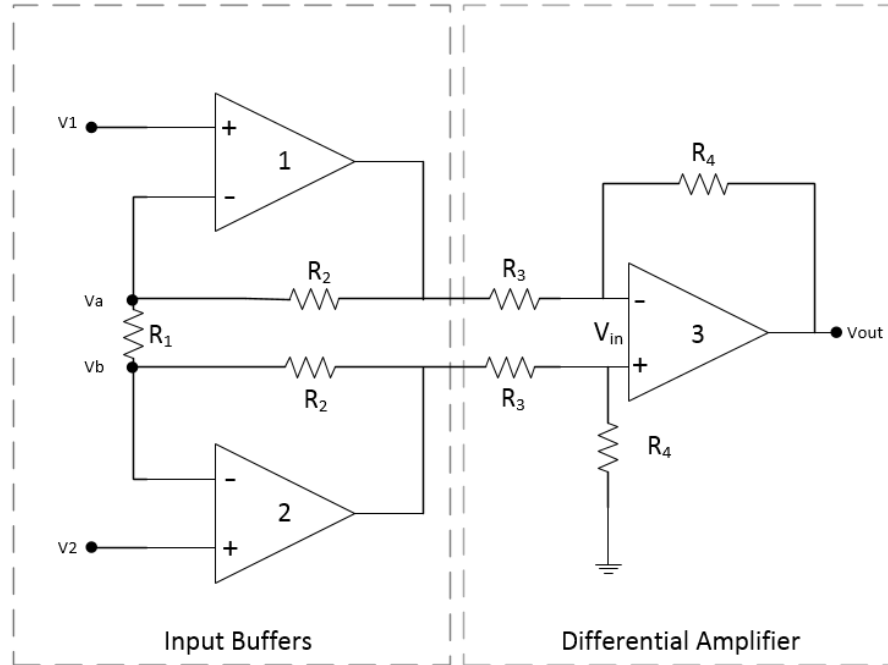 V1
+
1
-
R4
Va
R2
R3
-
R1
Vin
3
Vout
Vb
R2
R3
+
R4
-
2
V2
+
Input Buffers
Differential Amplifier